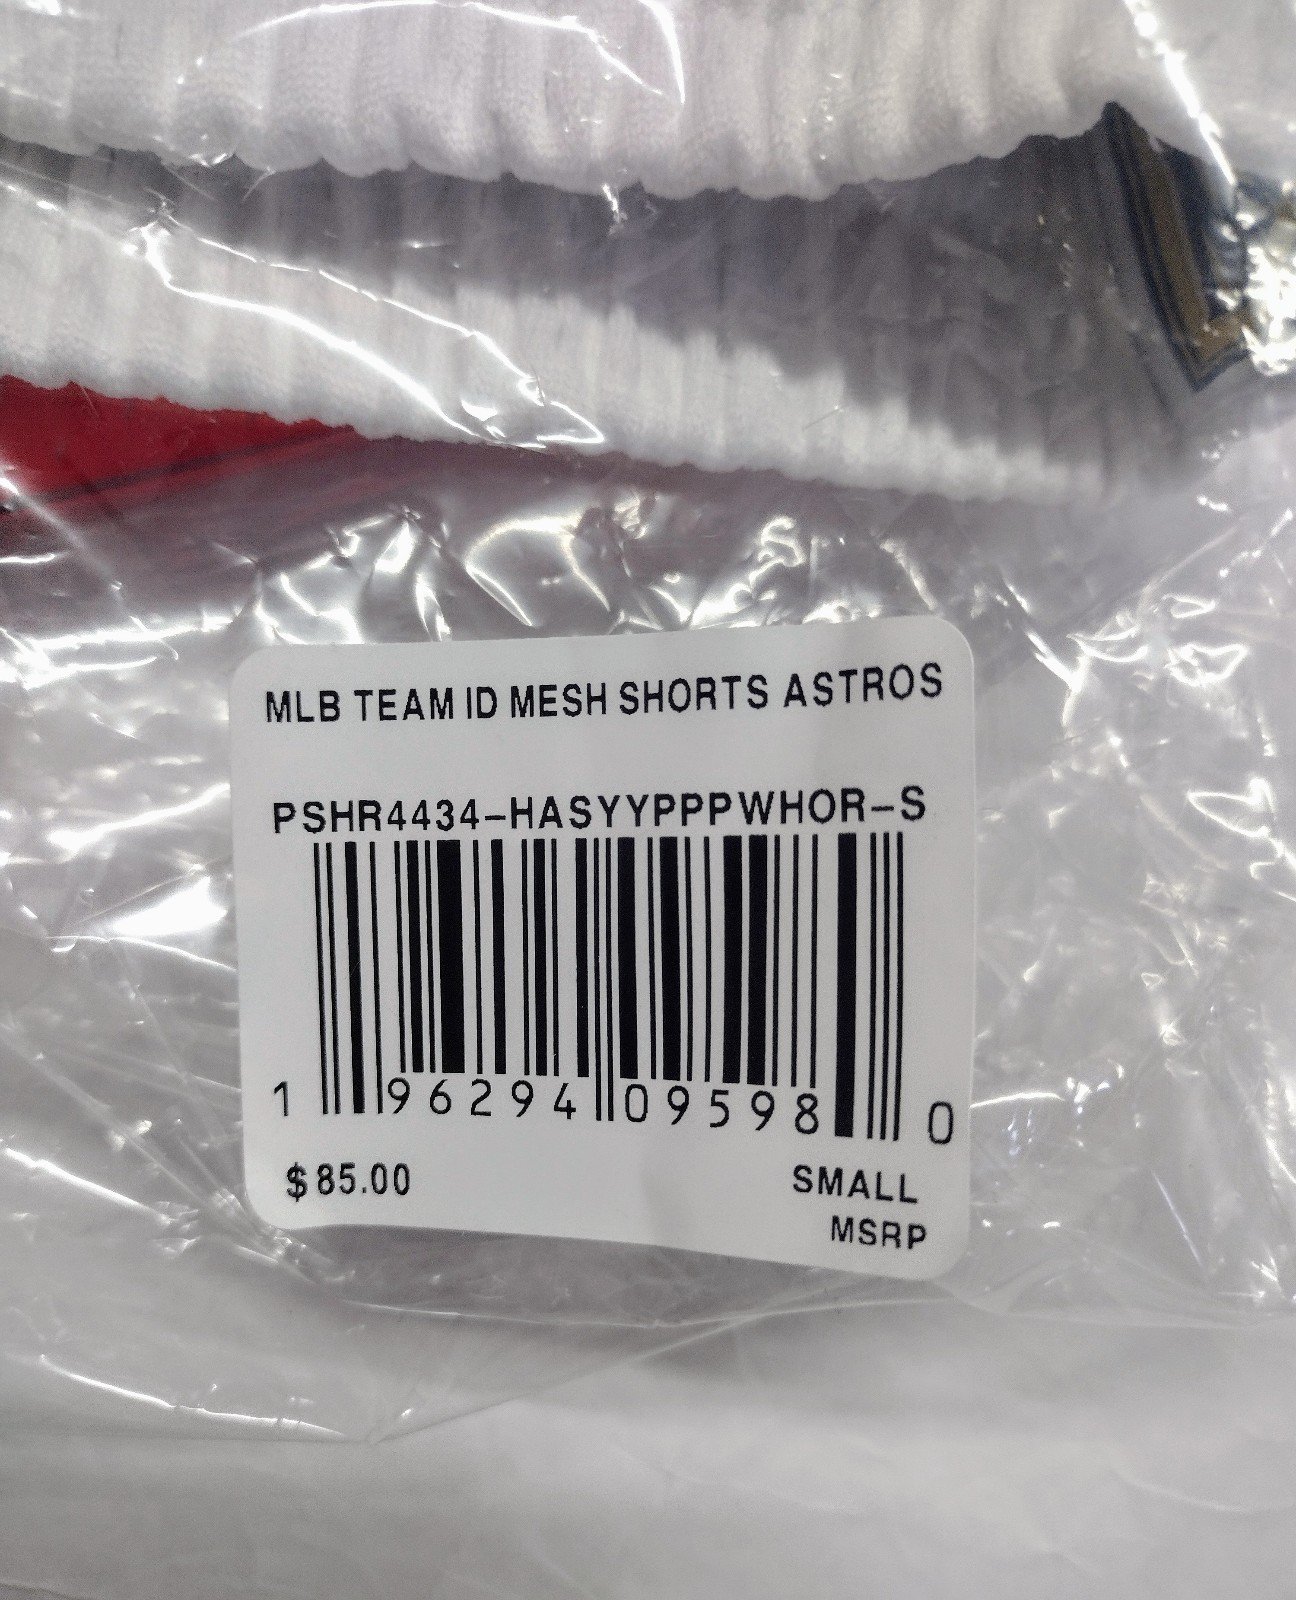 MLB TEAM ID MESH SHORTS ASTROS
PSHR4434-HASYYPPPWHOR-S
1 96294 09598 0
$85.00 SMALL
MSRP